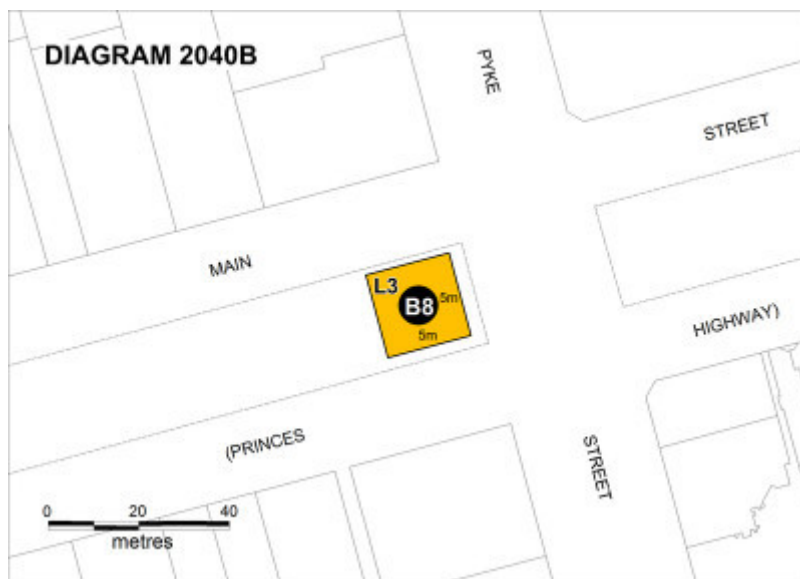 DIAGRAM 2040B
PYKE
STREET
MAIN
L3
B8
5m
5m
HIGHWAY)
(PRINCES
STREET
0 20 40
metres